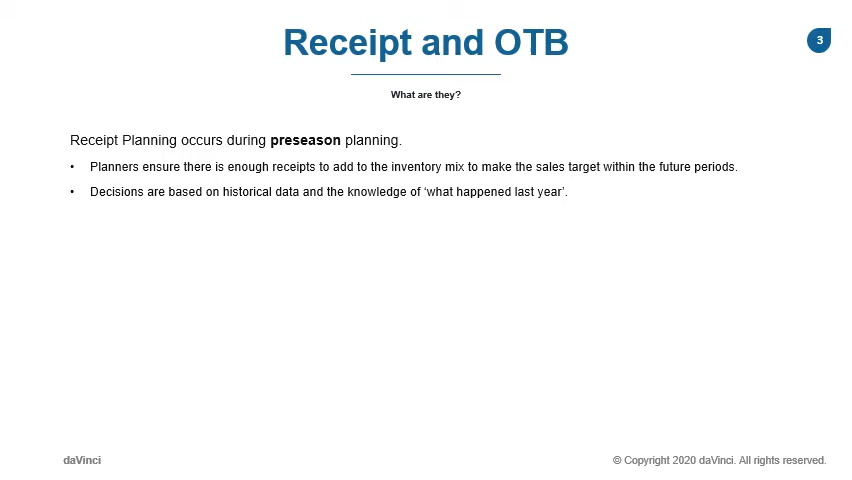 Receipt and OTB
3
What are they?
Receipt Planning occurs during preseason planning.
• Planners ensure there is enough receipts to add to the inventory mix to make the sales target within the future periods.
• Decisions are based on historical data and the knowledge of ‘what happened last year’.
daVinci
© Copyright 2020 daVinci. All rights reserved.